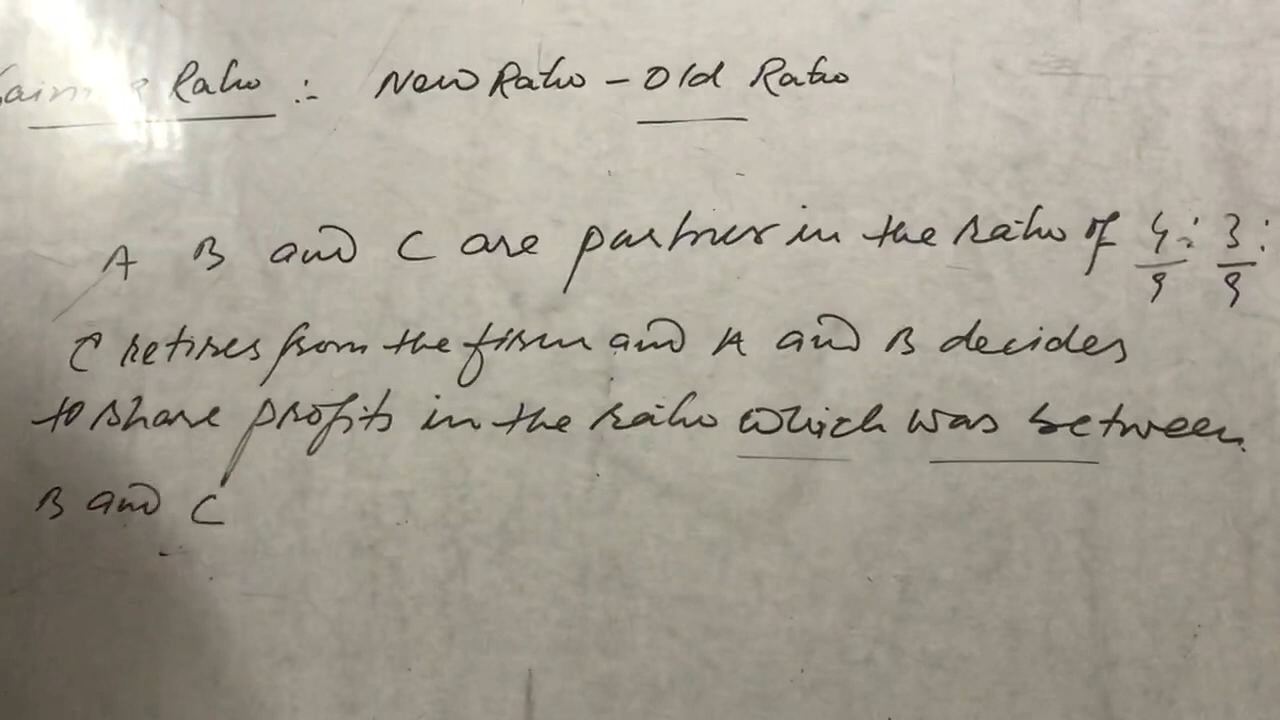 Ratio :- New Ratio - Old Ratio
A B and C are partner in the ratio of 4/9 : 3/9 :
C retires from the firm and A and B decides
to share profits in the ratio which was between
B and C